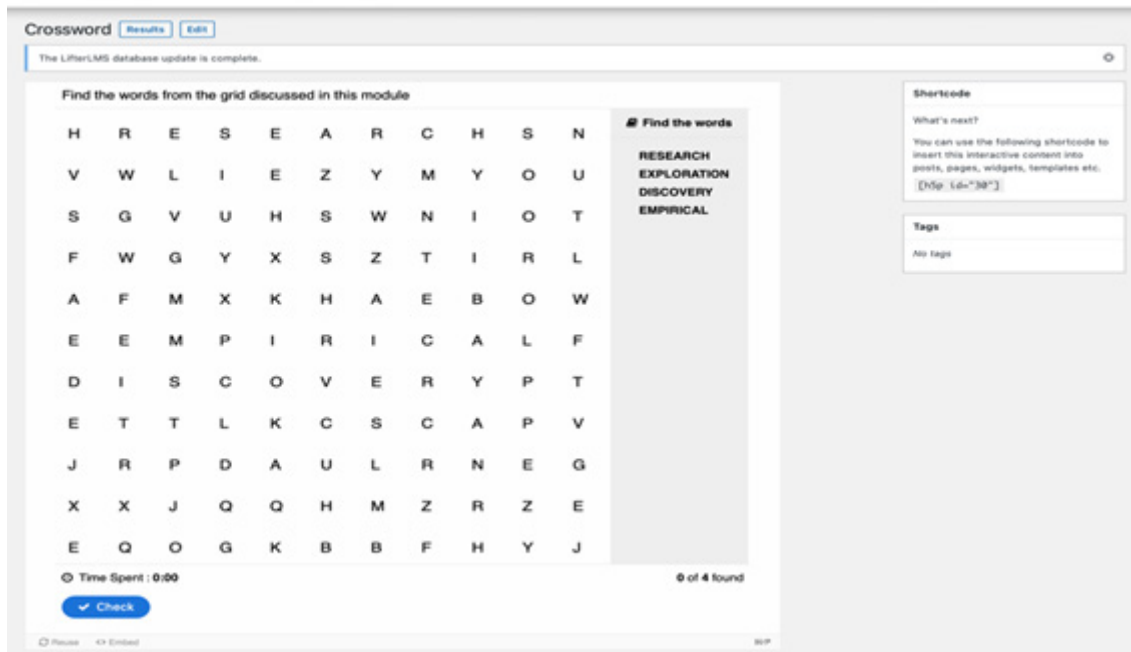 Crossword Results Edit
The LifterLMS database update is complete.
Find the words from the grid discussed in this module
H R E S E A R C H S N
V W L I E Z Y M Y O U
S G V U H S W N I O T
F W G Y X S Z T I R L
A F M X K H A E B O W
E E M P I R I C A L F
D I S C O V E R Y P T
E T T L K C S C A P V
J R P D A U L R N E G
X X J Q Q H M Z R Z E
E Q O G K B B F H Y J
Find the words
RESEARCH
EXPLORATION
DISCOVERY
EMPIRICAL
Time Spent : 0:00
0 of 4 found
Check
Reuse <> Embed
H5P
Shortcode
What's next?
You can use the following shortcode to
insert this interactive content into
posts, pages, widgets, templates etc.
[h5p id="30"]
Tags
No tags